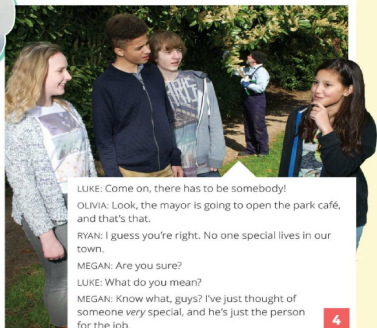 LUKE: Come on, there has to be somebody!
OLIVIA: Look, the mayor is going to open the park café,
and that's that.
RYAN: I guess you're right. No one special lives in our
town.
MEGAN: Are you sure?
LUKE: What do you mean?
MEGAN: Know what, guys? I've just thought of
someone very special, and he's just the person
for the job.
4